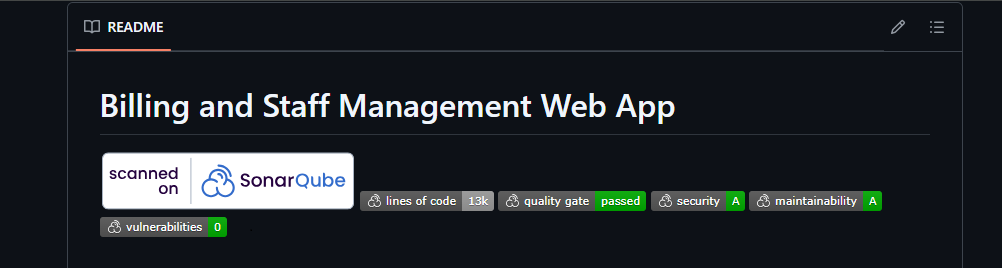 README
Billing and Staff Management Web App
scanned on SonarQube
lines of code 13k quality gate passed security A maintainability A
vulnerabilities 0